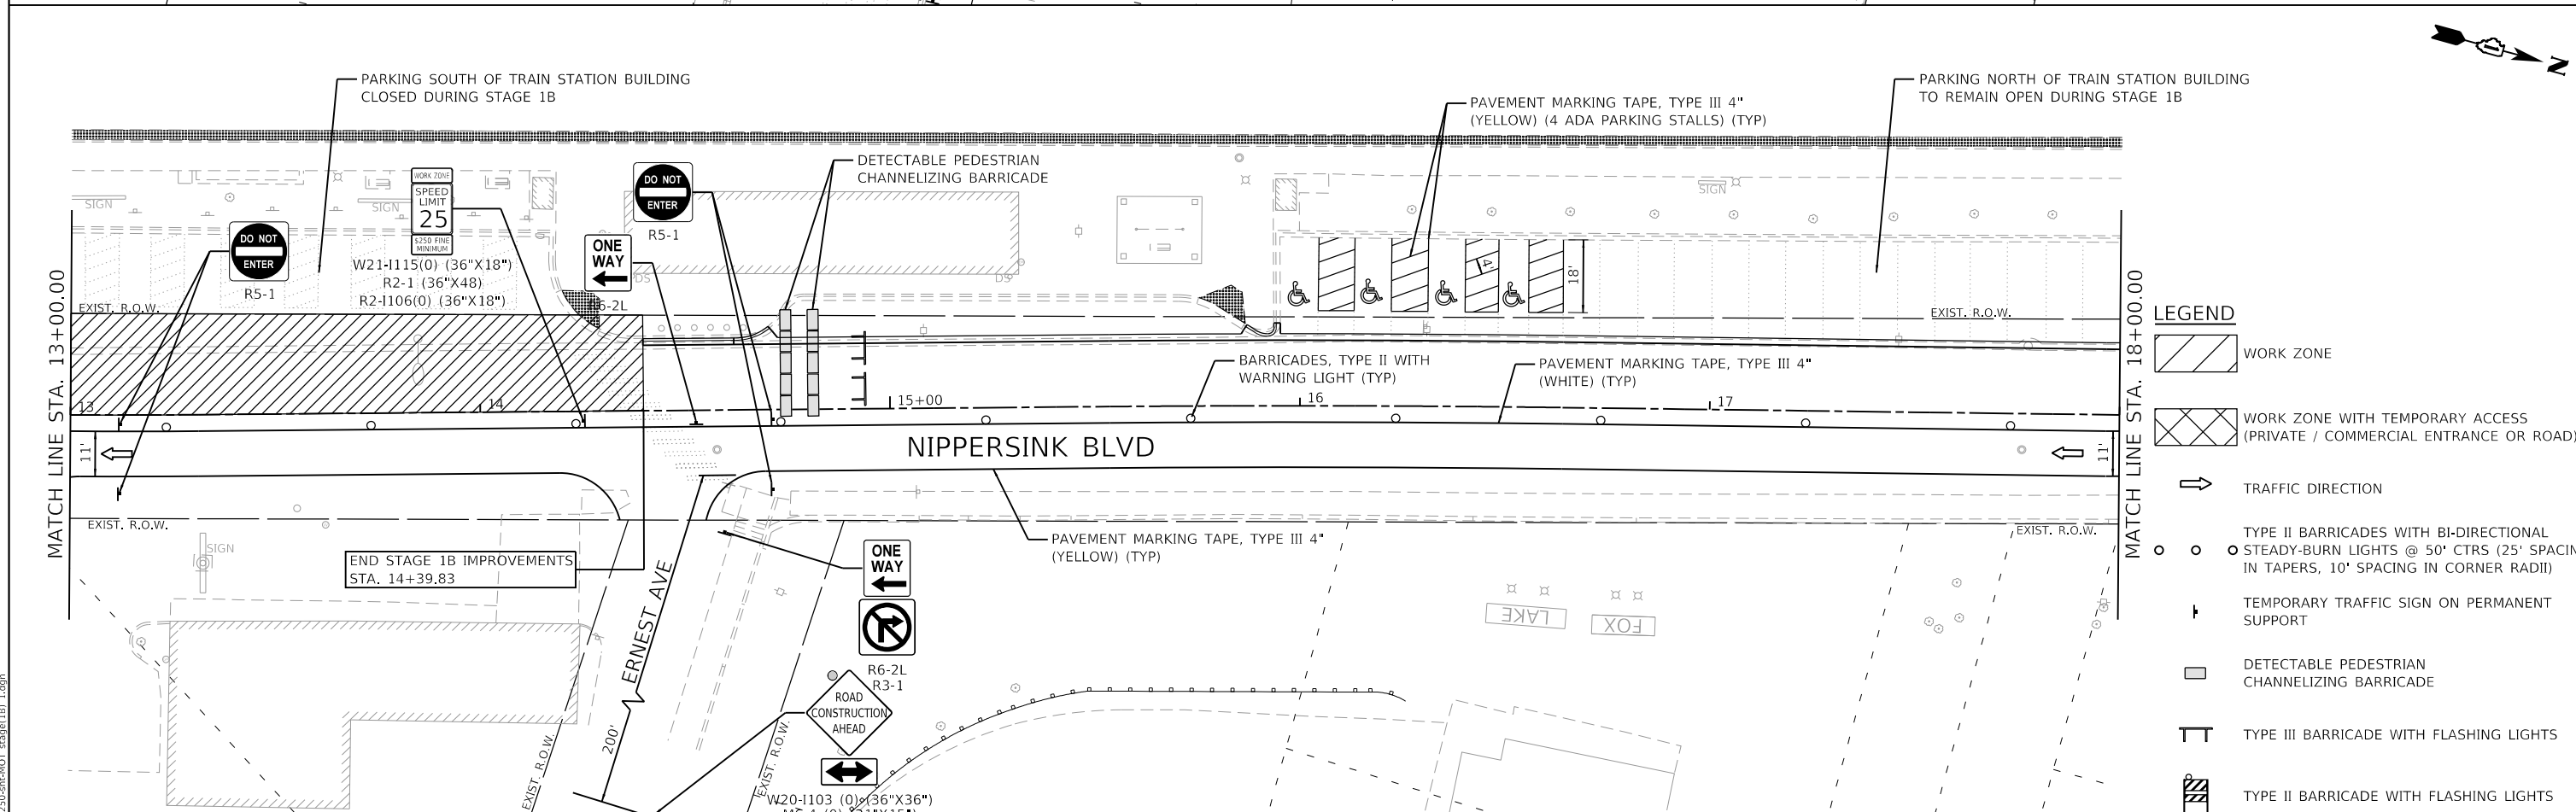 PARKING SOUTH OF TRAIN STATION BUILDING
CLOSED DURING STAGE 1B
PAVEMENT MARKING TAPE, TYPE III 4"
(YELLOW) (4 ADA PARKING STALLS) (TYP)
PARKING NORTH OF TRAIN STATION BUILDING
TO REMAIN OPEN DURING STAGE 1B
N
DETECTABLE PEDESTRIAN
CHANNELIZING BARRICADE
WORK ZONE
SPEED
LIMIT
25
$250 FINE
MINIMUM
W21-I115(0) (36"X18")
R2-1 (36"X48)
R2-I106(0) (36"X18")
DO NOT
ENTER
R5-1
DO NOT
ENTER
R5-1
ONE
WAY
R6-2L
SIGN
SIGN
SIGN
DS
DS
4'
18'
EXIST. R.O.W.
EXIST. R.O.W.
MATCH LINE STA. 13+00.00
MATCH LINE STA. 18+00.00
BARRICADES, TYPE II WITH
WARNING LIGHT (TYP)
PAVEMENT MARKING TAPE, TYPE III 4"
(WHITE) (TYP)
13
14
15+00
16
17
11'
NIPPERSINK BLVD
11'
EXIST. R.O.W.
EXIST. R.O.W.
SIGN
END STAGE 1B IMPROVEMENTS
STA. 14+39.83
PAVEMENT MARKING TAPE, TYPE III 4"
(YELLOW) (TYP)
ERNEST AVE
200'
EXIST. R.O.W.
EXIST. R.O.W.
ONE
WAY
R6-2L
R3-1
ROAD
CONSTRUCTION
AHEAD
W20-I103 (0) (36"X36")
LAKE
FOX
LEGEND
WORK ZONE
WORK ZONE WITH TEMPORARY ACCESS
(PRIVATE / COMMERCIAL ENTRANCE OR ROAD)
TRAFFIC DIRECTION
TYPE II BARRICADES WITH BI-DIRECTIONAL
STEADY-BURN LIGHTS @ 50' CTRS (25' SPACIN
IN TAPERS, 10' SPACING IN CORNER RADII)
TEMPORARY TRAFFIC SIGN ON PERMANENT
SUPPORT
DETECTABLE PEDESTRIAN
CHANNELIZING BARRICADE
TYPE III BARRICADE WITH FLASHING LIGHTS
TYPE II BARRICADE WITH FLASHING LIGHTS